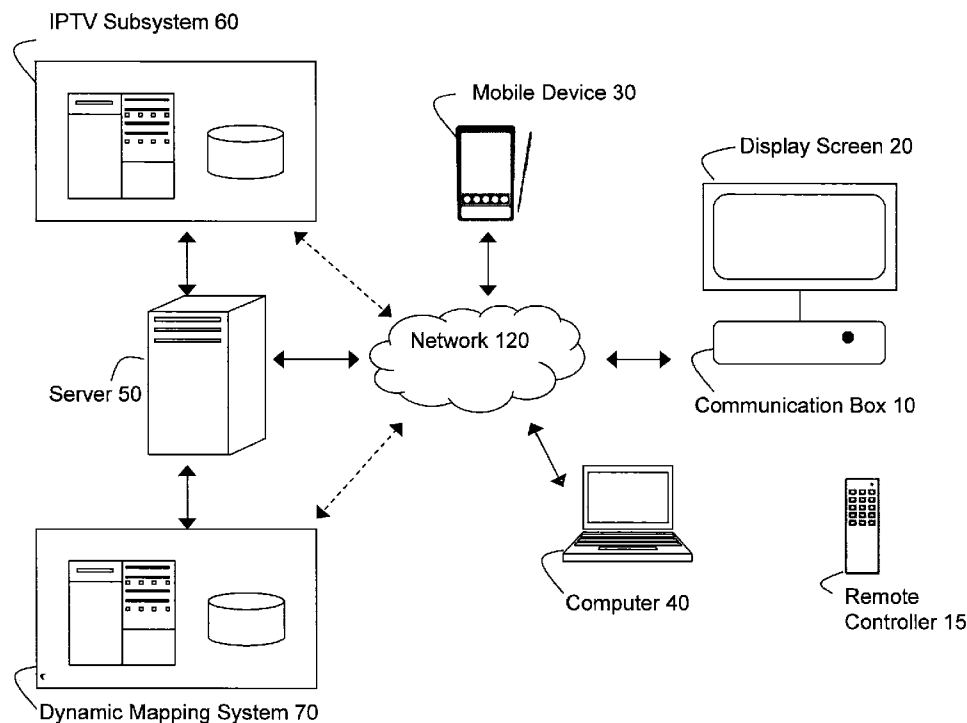 IPTV Subsystem 60
Mobile Device 30
Display Screen 20
Network 120
Server 50
Communication Box 10
Computer 40
Remote
Controller 15
Dynamic Mapping System 70